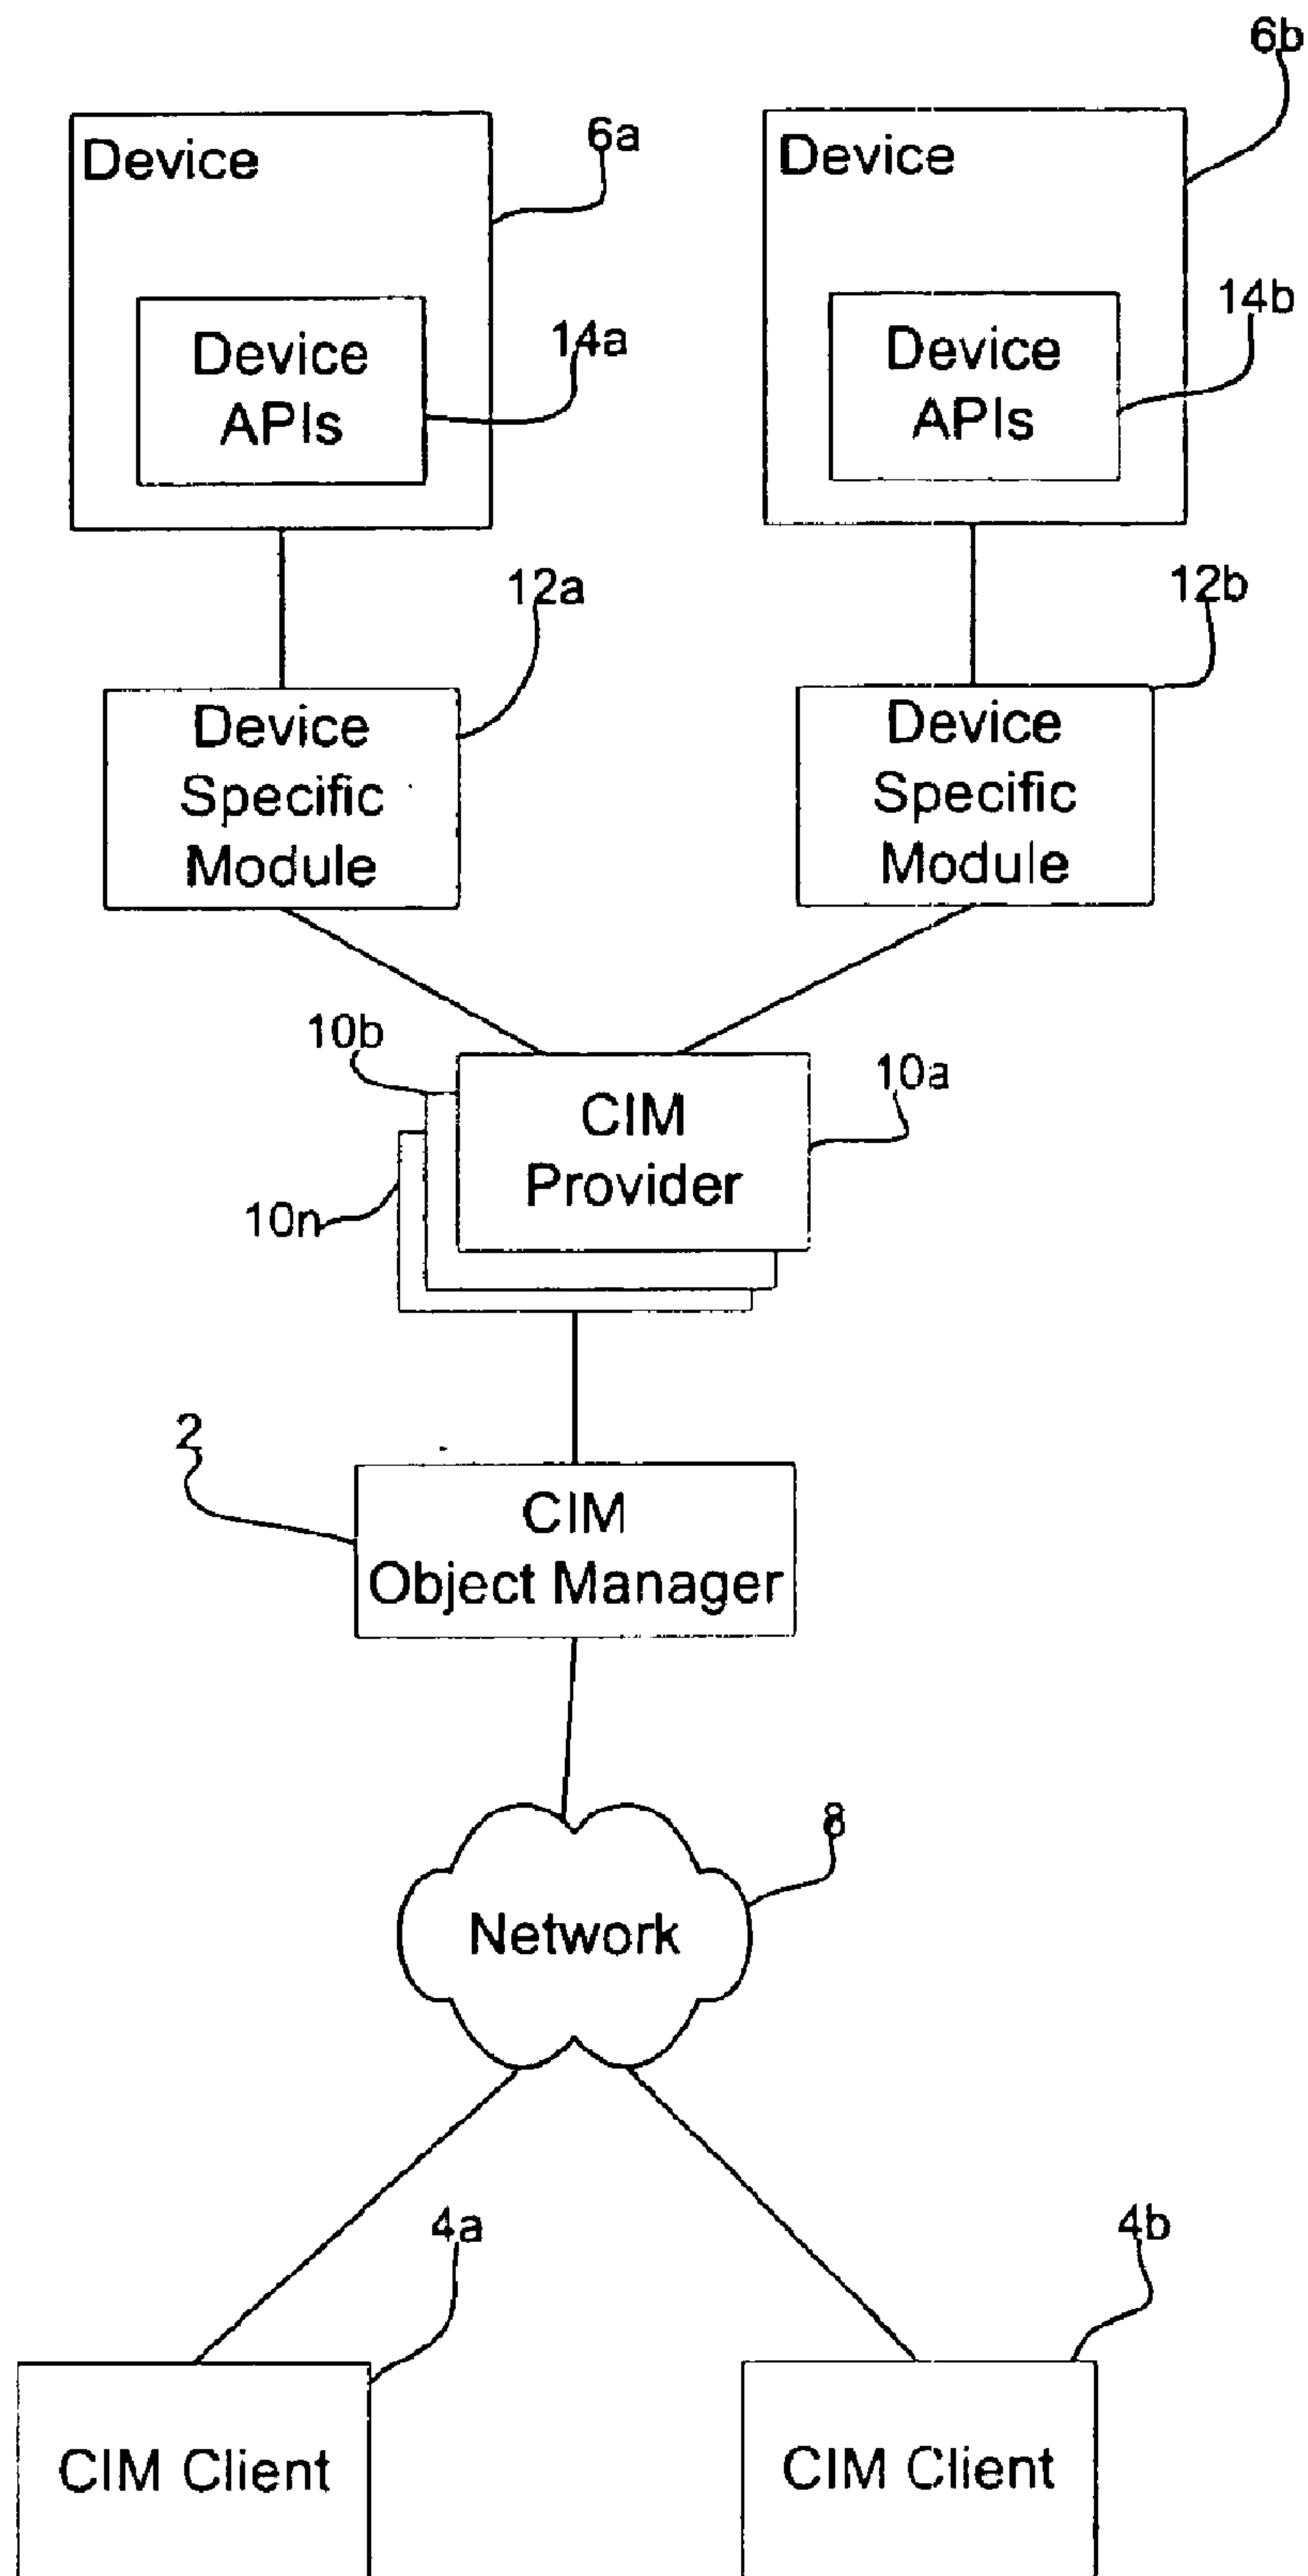 6b
Device
6a
Device
Device
APIs
14a
Device
APIs
14b
12a
12b
Device
Specific
Module
Device
Specific
Module
10b
10a
CIM
Provider
10n
2
CIM
Object Manager
8
Network
4a
4b
CIM Client
CIM Client